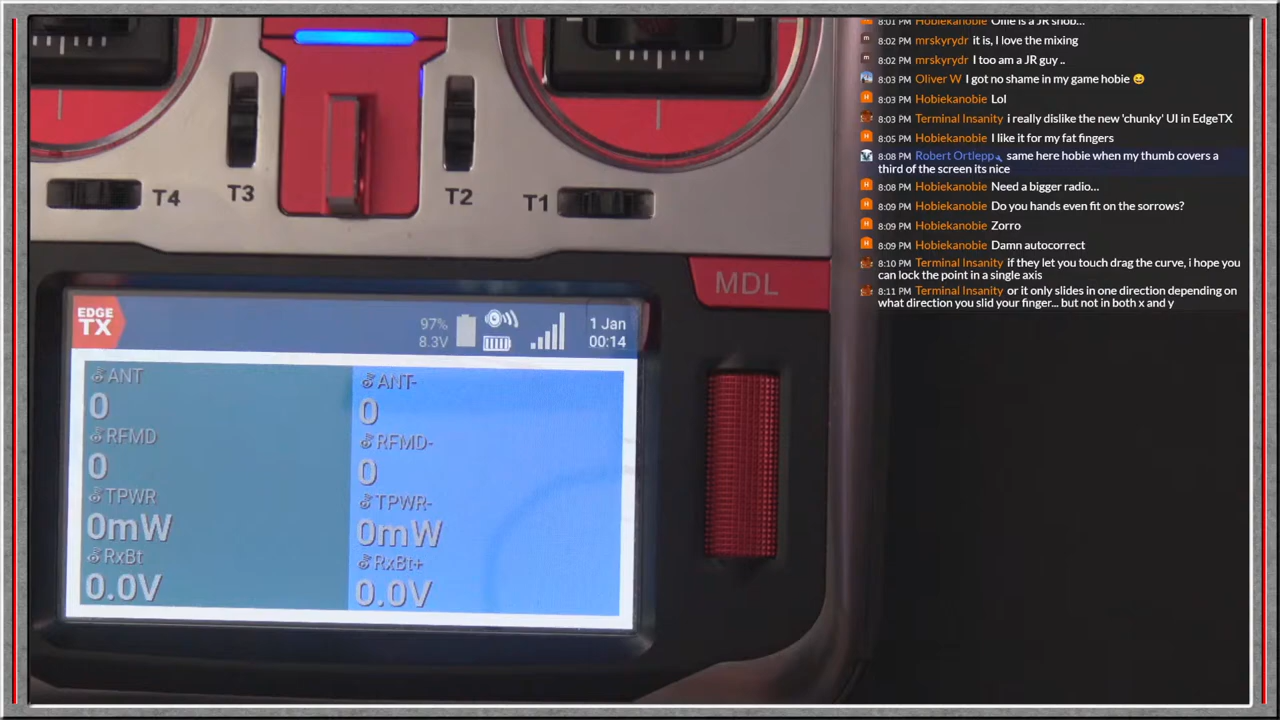 T4
T3
T2
T1
MDL
EDGE
TX
97%
8.3V
1 Jan
00:14
ANT
0
RFMD
0
TPWR
0mW
RxBt
0.0V
ANT-
0
RFMD-
0
TPWR-
0mW
RxBt+
0.0V
8:01 PM Hobiekanobie Ollie is a JR snob...
8:02 PM mrskyrydr it is, I love the mixing
8:02 PM mrskyrydr I too am a JR guy ..
8:03 PM Oliver W I got no shame in my game hobie 😄
8:03 PM Hobiekanobie Lol
8:03 PM Terminal Insanity i really dislike the new 'chunky' UI in EdgeTX
8:05 PM Hobiekanobie I like it for my fat fingers
8:08 PM Robert Ortlepp same here hobie when my thumb covers a
third of the screen its nice
8:08 PM Hobiekanobie Need a bigger radio...
8:09 PM Hobiekanobie Do you hands even fit on the sorrows?
8:09 PM Hobiekanobie Zorro
8:09 PM Hobiekanobie Damn autocorrect
8:10 PM Terminal Insanity if they let you touch drag the curve, i hope you
can lock the point in a single axis
8:11 PM Terminal Insanity or it only slides in one direction depending on
what direction you slid your finger... but not in both x and y